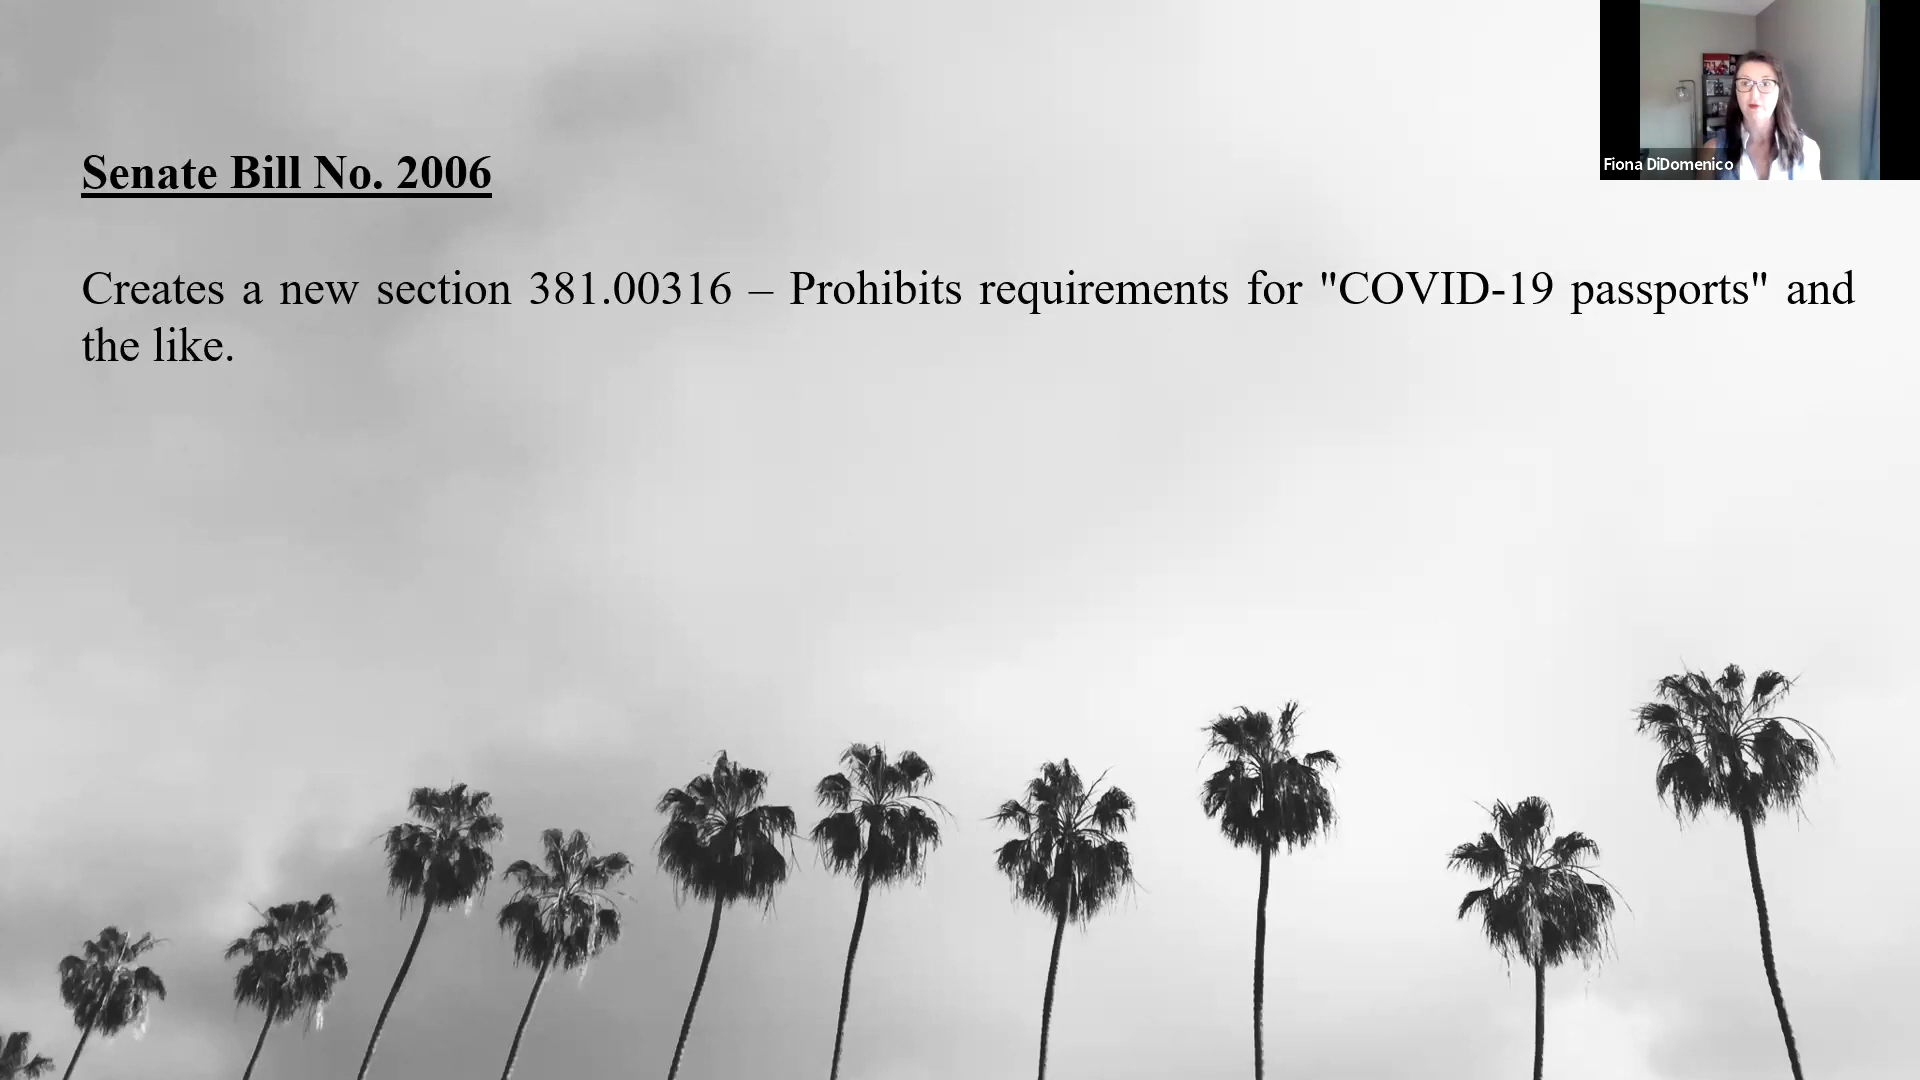 Senate Bill No. 2006
Creates a new section 381.00316 – Prohibits requirements for "COVID-19 passports" and
the like.
Fiona DiDomenico